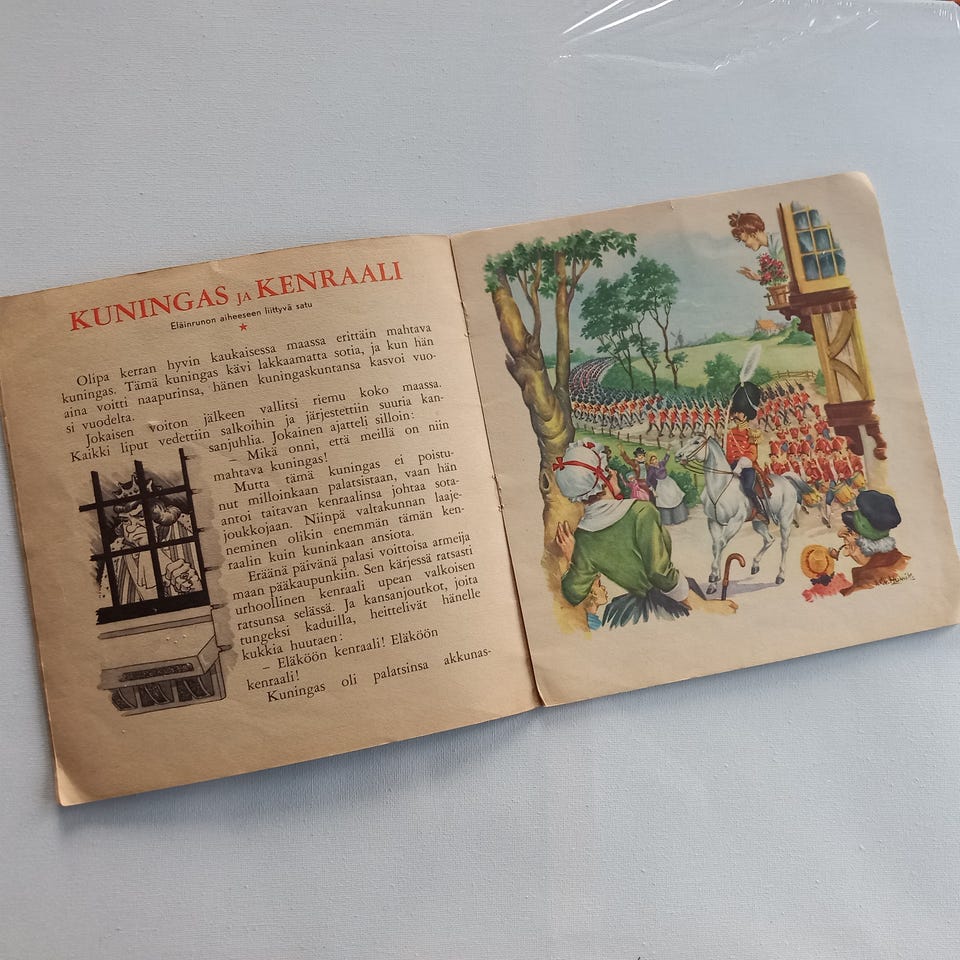 KUNINGAS JA KENRAALI
Eläinrunon aiheeseen liittyvä satu
Olipa kerran hyvin kaukaisessa maassa erittäin mahtava
kuningas. Tämä kuningas kävi lakkaamatta sotia, ja kun hän
aina voitti naapurinsa, hänen kuningaskuntansa kasvoi vuo-
si vuodelta.
Jokaisen voiton jälkeen vallitsi riemu koko maassa.
Kaikki liput vedettiin salkoihin ja järjestettiin suuria kan-
sanjuhlia. Jokainen ajatteli silloin:
– Mikä onni, että meillä on niin
mahtava kuningas!
Mutta tämä kuningas ei poistu-
nut milloinkaan palatsistaan, vaan hän
antoi taitavan kenraalinsa johtaa sota-
joukkojaan. Niinpä valtakunnan laaje-
neminen olikin enemmän tämän ken-
raalin kuin kuninkaan ansiota.
Eräänä päivänä palasi voittoisa armeija
maan pääkaupunkiin. Sen kärjessä ratsasti
urhoollinen kenraali upean valkoisen
ratsunsa selässä. Ja kansanjoutkot, joita
tungeksi kaduilla, heittelivät hänelle
kukkia huutaen:
– Eläköön kenraali! Eläköön
kenraali!
Kuningas oli palatsinsa akkunas-